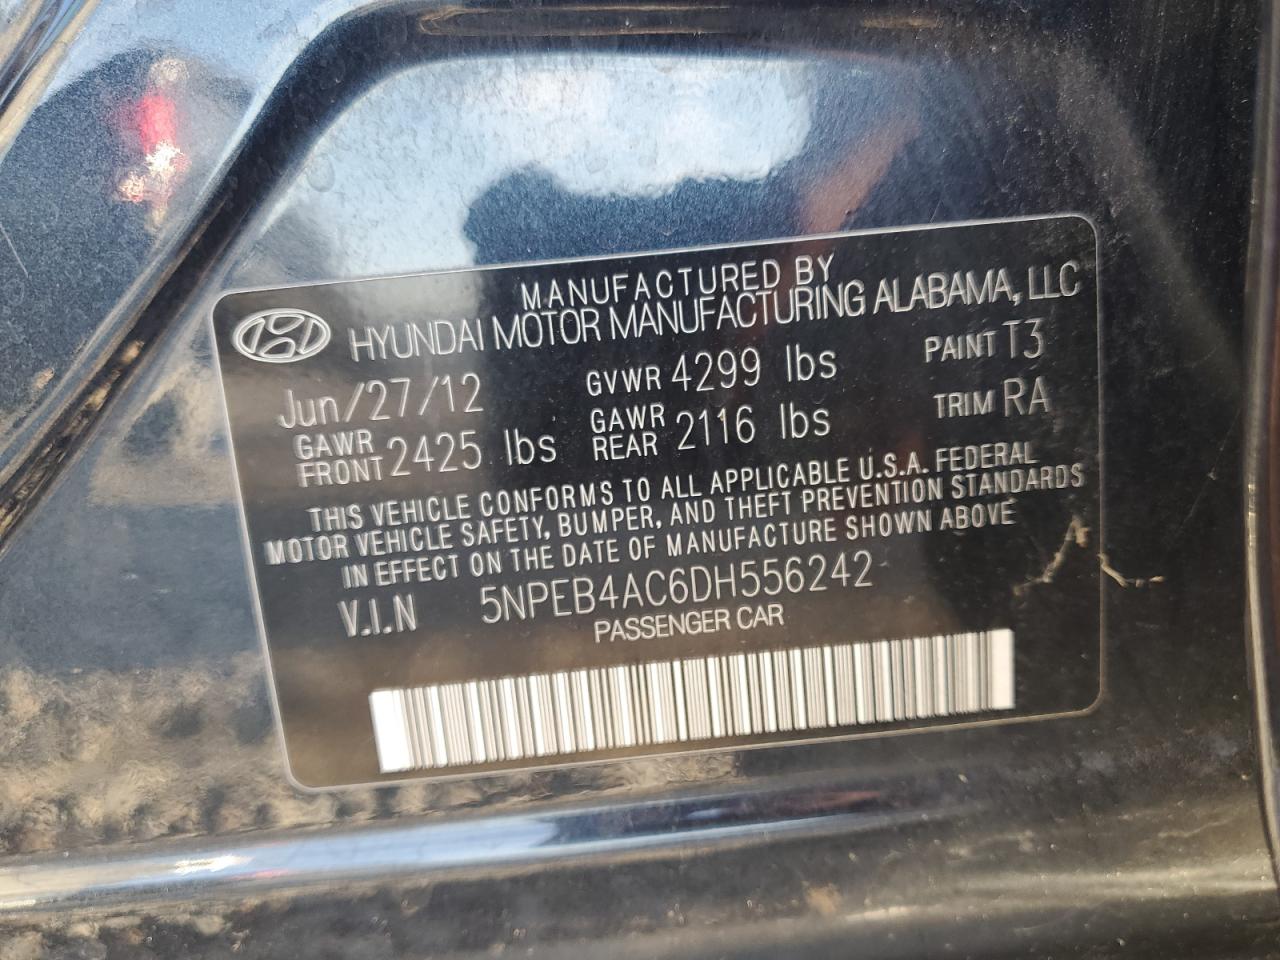 MANUFACTURED BY
HYUNDAI MOTOR MANUFACTURING ALABAMA, LLC
Jun/27/12 GVWR 4299 lbs PAINT T3
GAWR FRONT 2425 lbs GAWR REAR 2116 lbs TRIM RA
THIS VEHICLE CONFORMS TO ALL APPLICABLE U.S.A. FEDERAL
MOTOR VEHICLE SAFETY, BUMPER, AND THEFT PREVENTION STANDARDS
IN EFFECT ON THE DATE OF MANUFACTURE SHOWN ABOVE
V.I.N 5NPEB4AC6DH556242
PASSENGER CAR